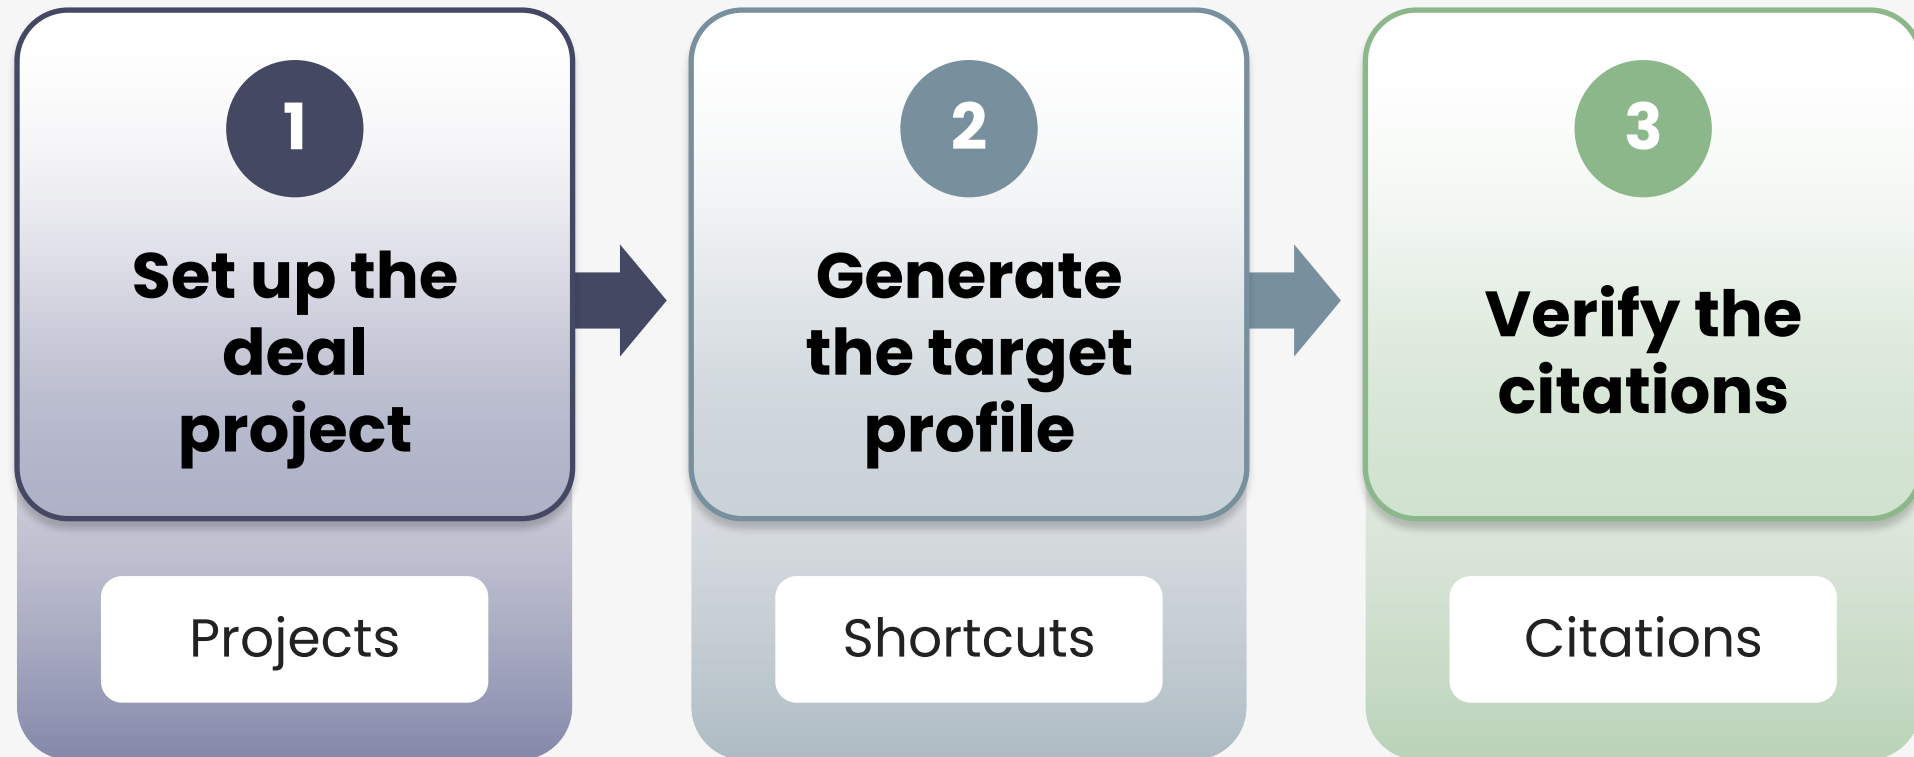 1
Set up the
deal
project
Projects
2
Generate
the target
profile
Shortcuts
3
Verify the
citations
Citations